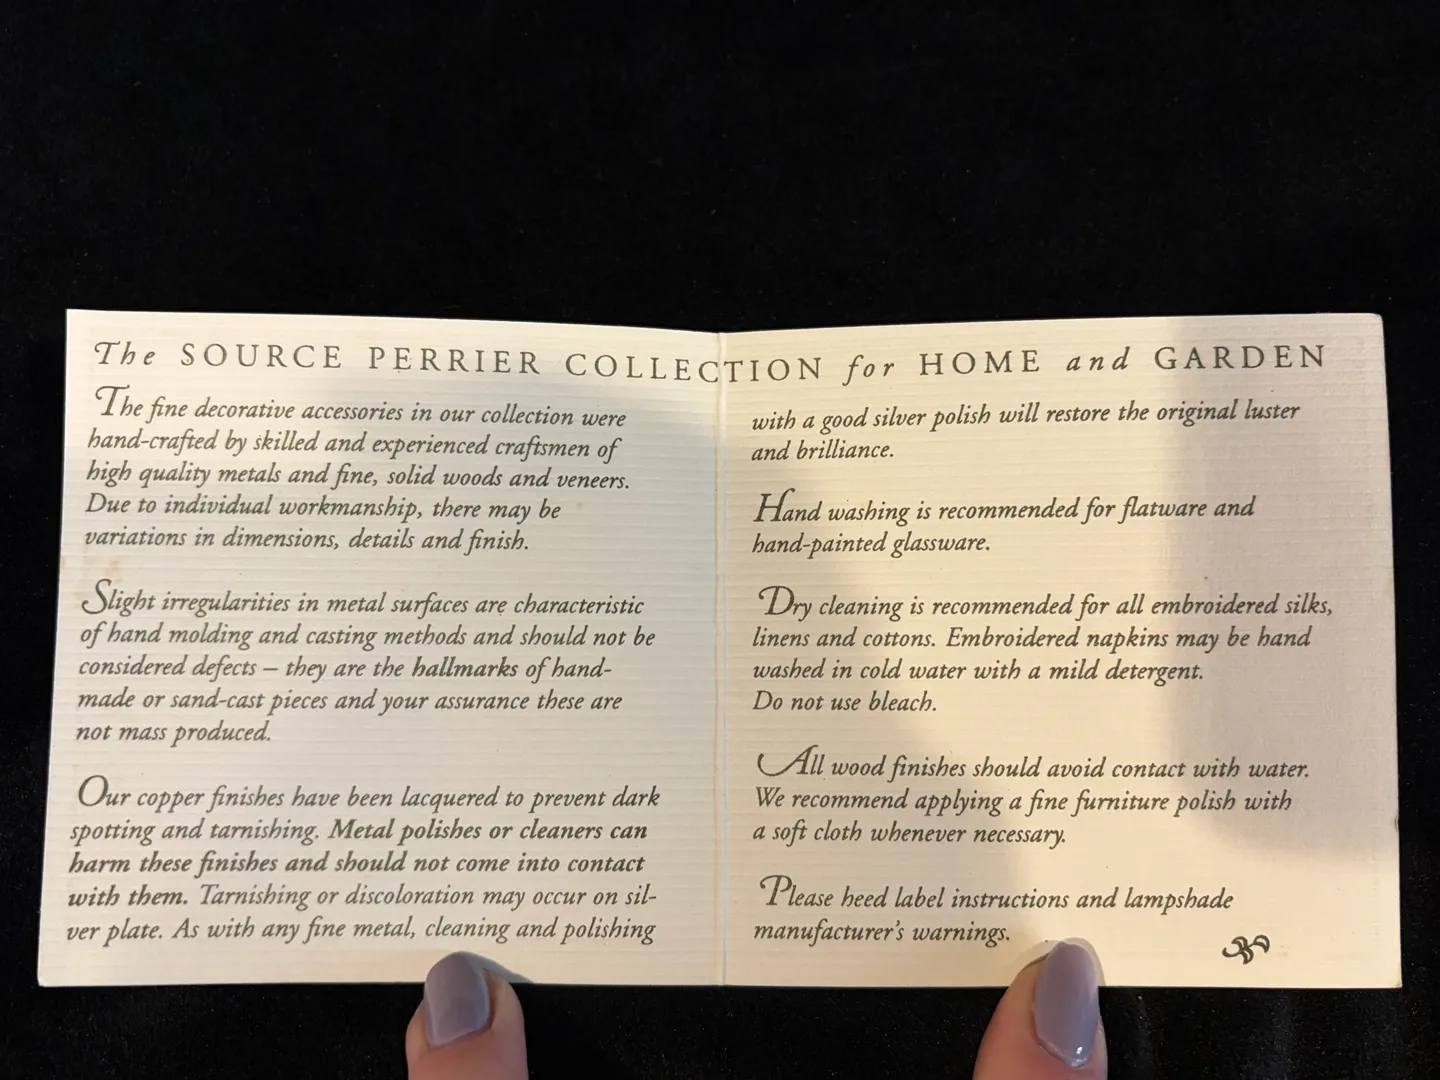 The SOURCE PERRIER COLLECTION for HOME and GARDEN
The fine decorative accessories in our collection were
hand-crafted by skilled and experienced craftsmen of
high quality metals and fine, solid woods and veneers.
Due to individual workmanship, there may be
variations in dimensions, details and finish.
Slight irregularities in metal surfaces are characteristic
of hand molding and casting methods and should not be
considered defects – they are the hallmarks of hand-
made or sand-cast pieces and your assurance these are
not mass produced.
Our copper finishes have been lacquered to prevent dark
spotting and tarnishing. Metal polishes or cleaners can
harm these finishes and should not come into contact
with them. Tarnishing or discoloration may occur on sil-
ver plate. As with any fine metal, cleaning and polishing
with a good silver polish will restore the original luster
and brilliance.
Hand washing is recommended for flatware and
hand-painted glassware.
Dry cleaning is recommended for all embroidered silks,
linens and cottons. Embroidered napkins may be hand
washed in cold water with a mild detergent.
Do not use bleach.
All wood finishes should avoid contact with water.
We recommend applying a fine furniture polish with
a soft cloth whenever necessary.
Please heed label instructions and lampshade
manufacturer's warnings.